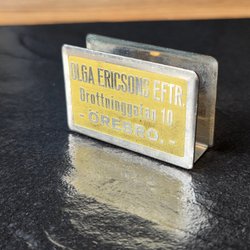 OLGA ERICSONS EFTR.
Drottninggatan 10
- ÖREBRO. -